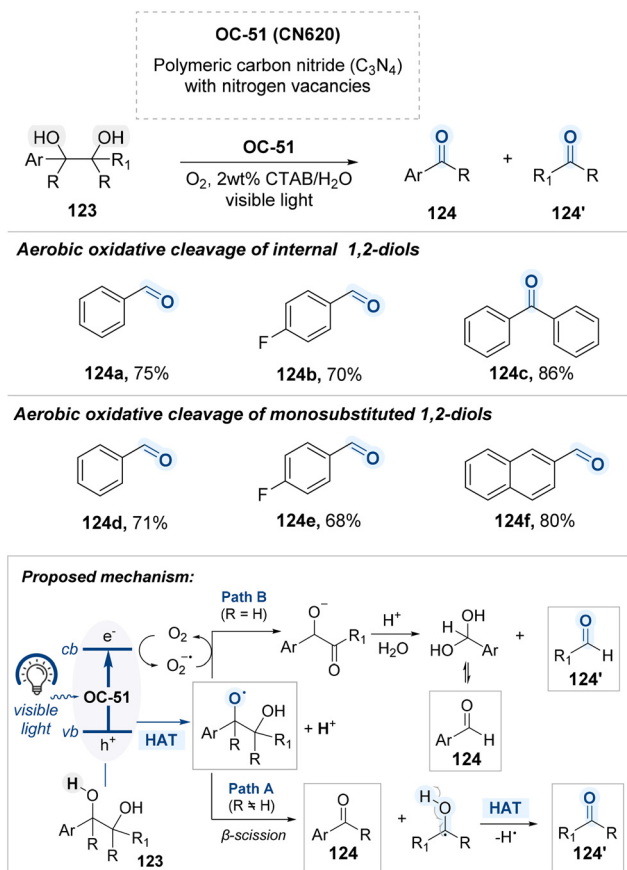 OC-51 (CN620)
Polymeric carbon nitride (C3N4)
with nitrogen vacancies
HO OH
Ar R1
R R
123
OC-51
O2, 2wt% CTAB/H2O
visible light
O
Ar R
124
+
O
R1 R
124'
Aerobic oxidative cleavage of internal 1,2-diols
O
124a, 75%
F O
124b, 70%
O
124c, 86%
Aerobic oxidative cleavage of monosubstituted 1,2-diols
O
124d, 71%
F O
124e, 68%
O
124f, 80%
Proposed mechanism:
cb e-
OC-51
visible
light
vb h+
HAT
O2
O2−•
Path B
(R = H)
O−
Ar R1
O
H+
H2O
OH
H
HO Ar
+
O
R1 H
124'
O
Ar H
124
O•
OH
Ar R1
R R
+ H+
H
O OH
Ar R1
R R
123
Path A
(R ≠ H)
β-scission
O
Ar R
124
+
H O
R1 • R
HAT
-H•
O
R1 R
124'